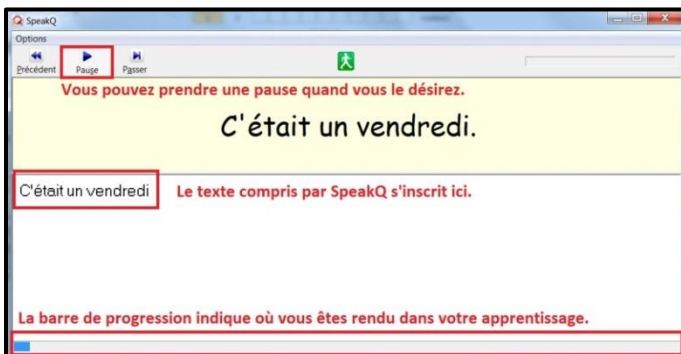 SpeakQ
Options
Précédent Pause Passer
Vous pouvez prendre une pause quand vous le désirez.
C'était un vendredi.
C'était un vendredi
Le texte compris par SpeakQ s'inscrit ici.
La barre de progression indique où vous êtes rendu dans votre apprentissage.